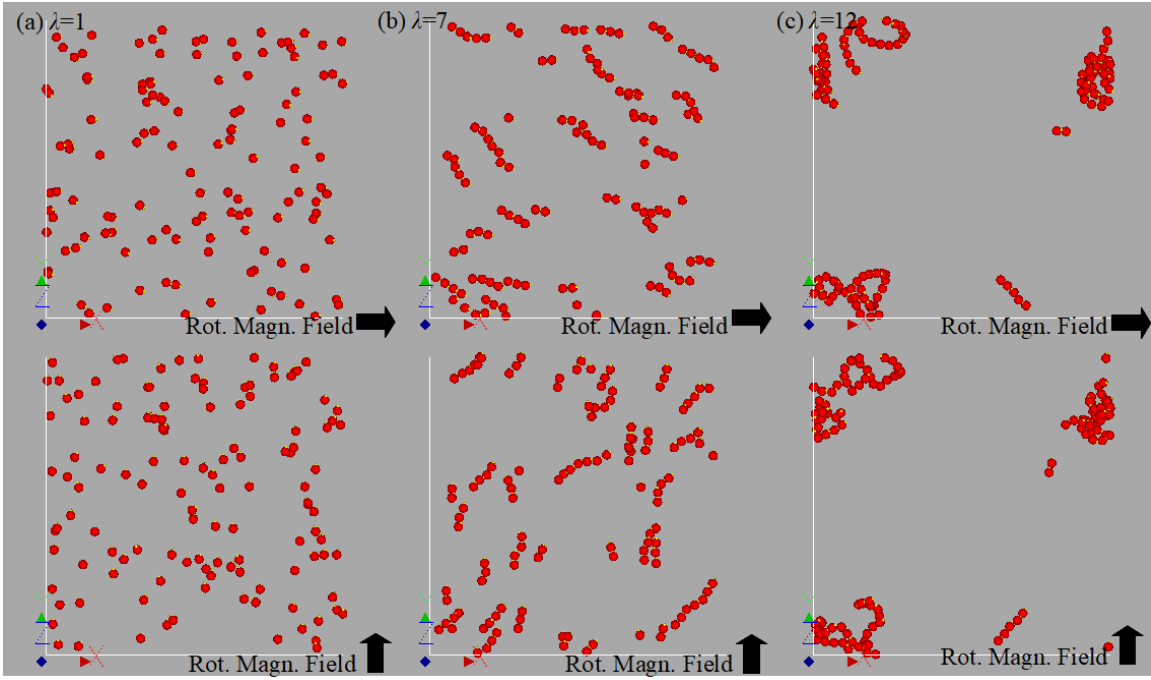 (a) λ=1
(b) λ=7
(c) λ=12
Rot. Magn. Field
Rot. Magn. Field
Rot. Magn. Field
Rot. Magn. Field
Rot. Magn. Field
Rot. Magn. Field